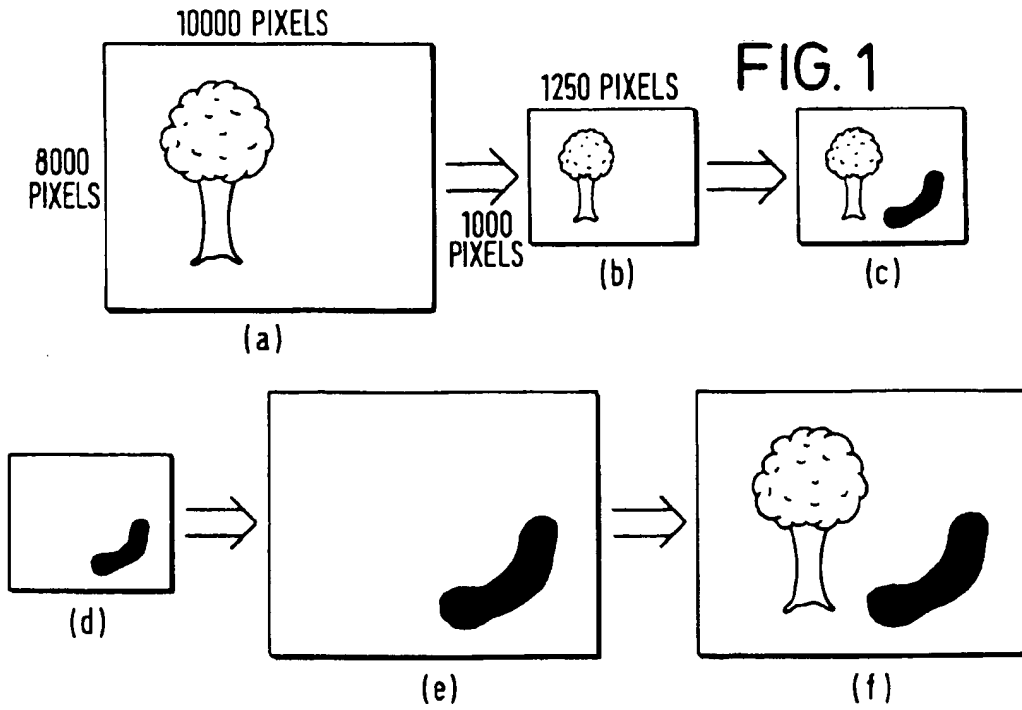 10000 PIXELS
FIG. 1
1250 PIXELS
8000
PIXELS
1000
PIXELS
(a)
(b)
(c)
(d)
(e)
(f)